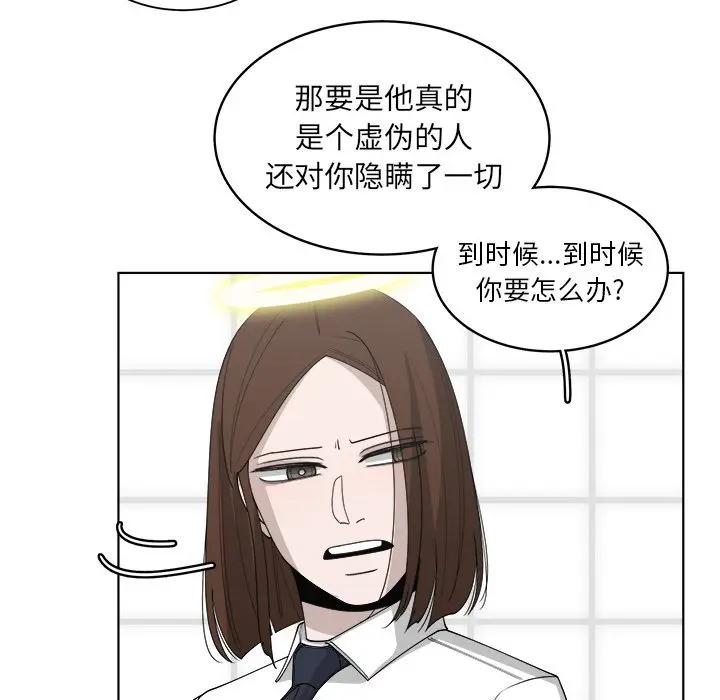 那要是他真的
是个虚伪的人
还对你隐瞒了一切
到时候...到时候
你要怎么办?